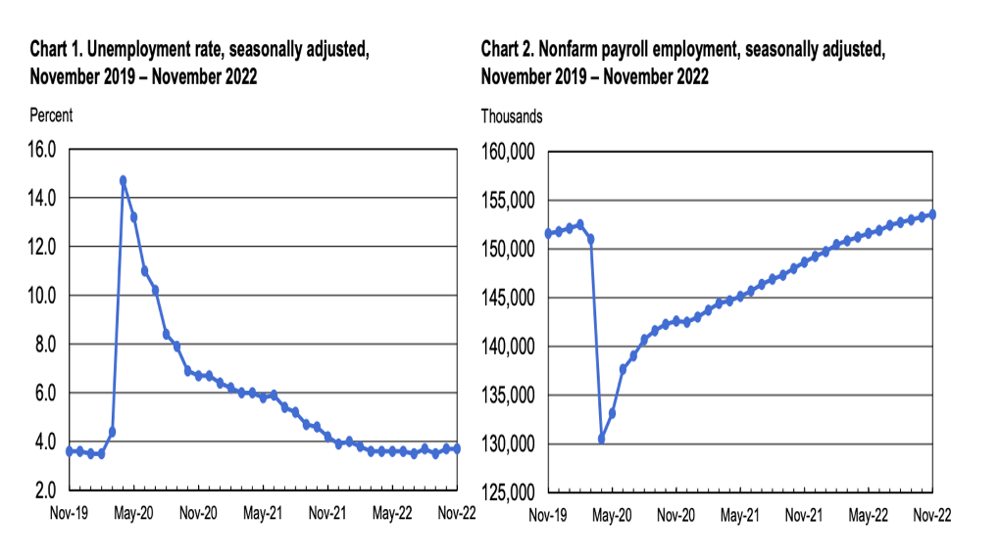 Chart 1. Unemployment rate, seasonally adjusted,
November 2019 – November 2022
Percent
16.0
14.0
12.0
10.0
8.0
6.0
4.0
2.0
Nov-19 May-20 Nov-20 May-21 Nov-21 May-22 Nov-22
Chart 2. Nonfarm payroll employment, seasonally adjusted,
November 2019 – November 2022
Thousands
160,000
155,000
150,000
145,000
140,000
135,000
130,000
125,000
Nov-19 May-20 Nov-20 May-21 Nov-21 May-22 Nov-22